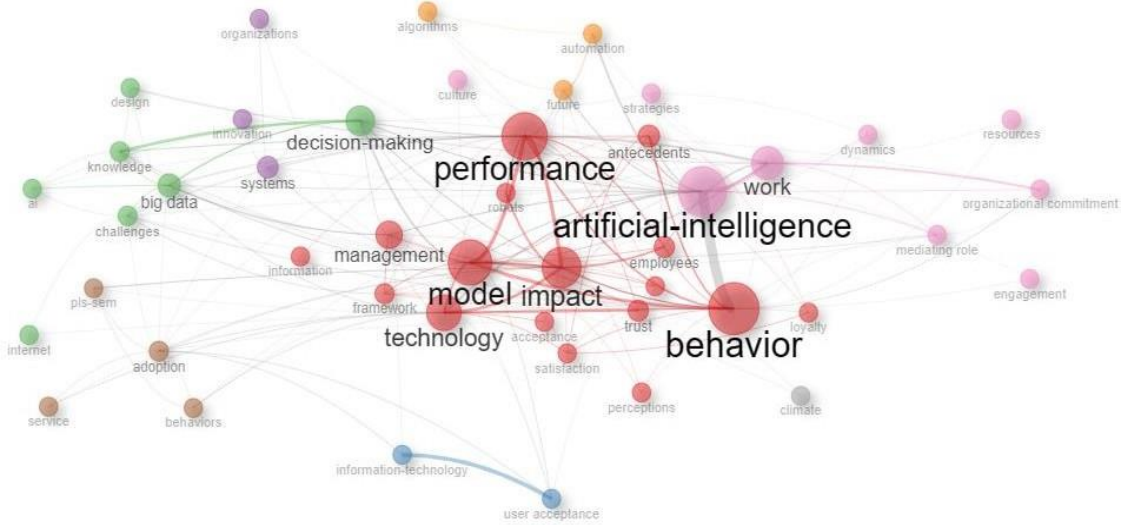 organizations
algorithms
automation
design
culture
future
strategies
innovation
decision-making
knowledge
systems
performance
antecedents
dynamics
resources
work
ai
big data
robots
artificial-intelligence
organizational commitment
challenges
management
employees
mediating role
information
model
impact
pls-sem
framework
technology
acceptance
trust
behavior
loyalty
engagement
internet
adoption
satisfaction
service
behaviors
perceptions
climate
information-technology
user acceptance